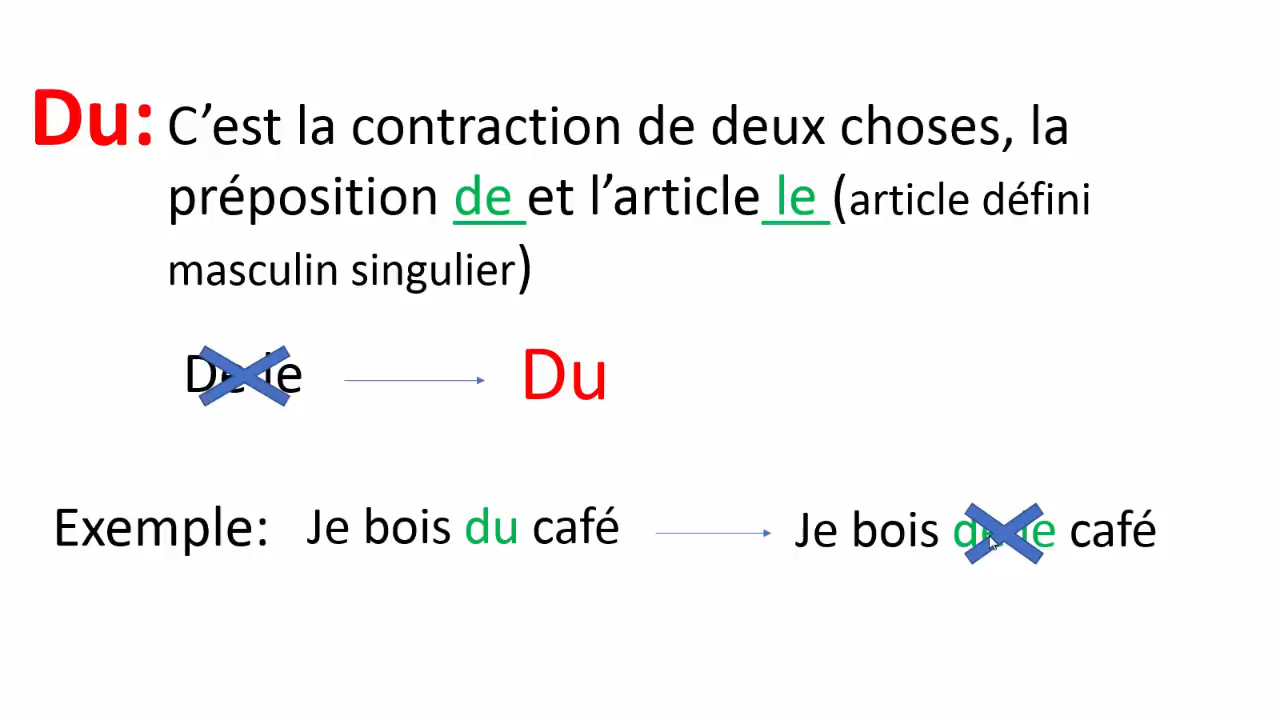 Du: C’est la contraction de deux choses, la
préposition de et l’article le (article défini
masculin singulier)
De le Du
Exemple: Je bois du café Je bois de le café